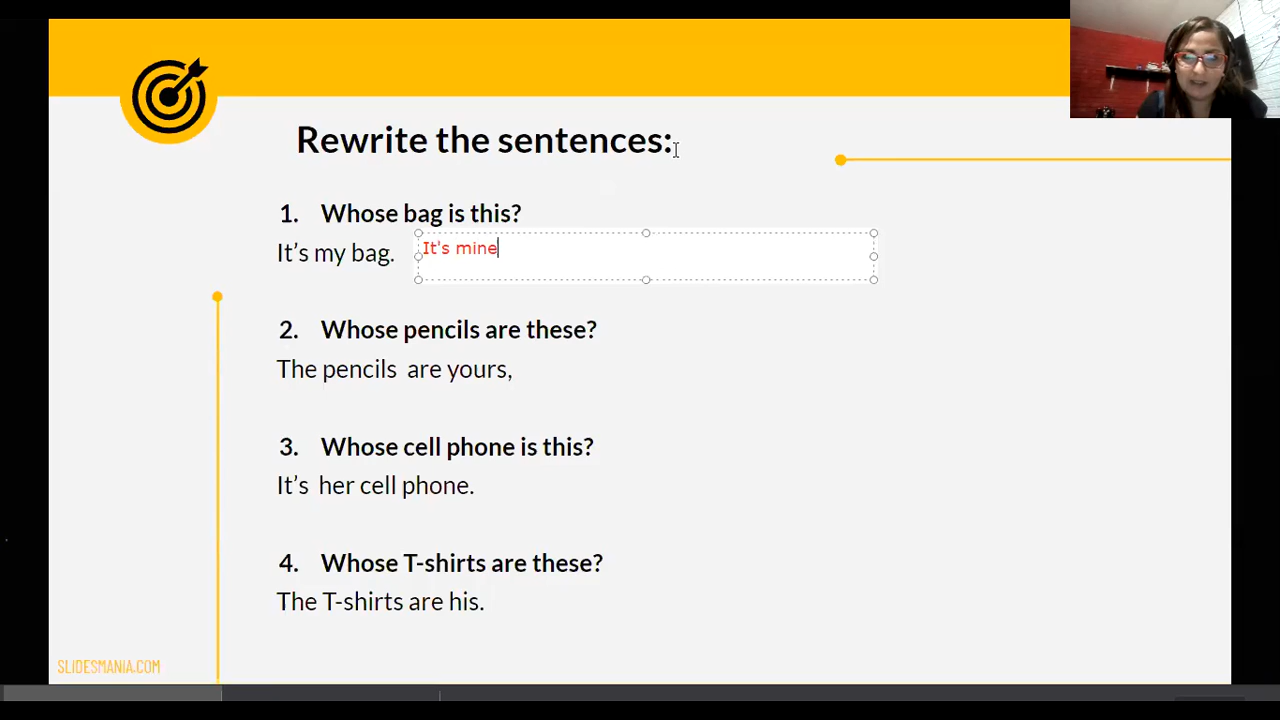 Rewrite the sentences:
1. Whose bag is this?
It’s my bag. It's mine
2. Whose pencils are these?
The pencils are yours,
3. Whose cell phone is this?
It’s her cell phone.
4. Whose T-shirts are these?
The T-shirts are his.
SLIDESMANIA.COM